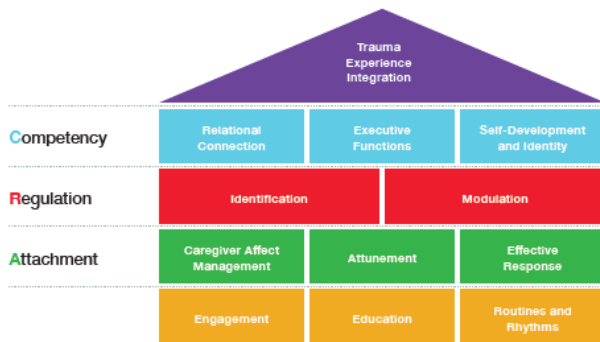 Trauma
Experience
Integration
Competency
Relational
Connection
Executive
Functions
Self-Development
and Identity
Regulation
Identification
Modulation
Attachment
Caregiver Affect
Management
Attunement
Effective
Response
Engagement
Education
Routines and
Rhythms